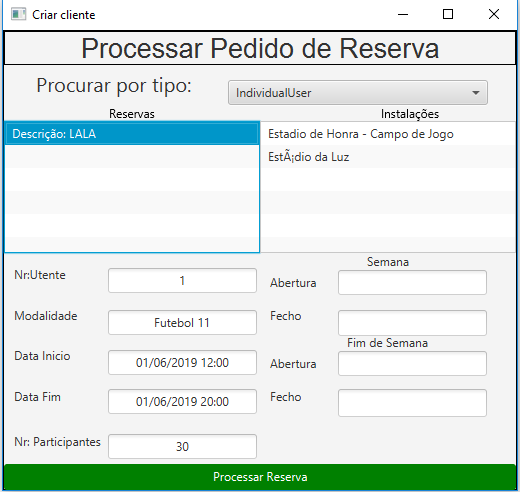 Criar cliente
Processar Pedido de Reserva
Procurar por tipo:
IndividualUser
Reservas
Instalações
Descrição: LALA
Estadio de Honra - Campo de Jogo
EstÃ¡dio da Luz
Semana
Nr:Utente
1
Abertura
Modalidade
Futebol 11
Fecho
Fim de Semana
Data Inicio
01/06/2019 12:00
Abertura
Data Fim
01/06/2019 20:00
Fecho
Nr: Participantes
30
Processar Reserva